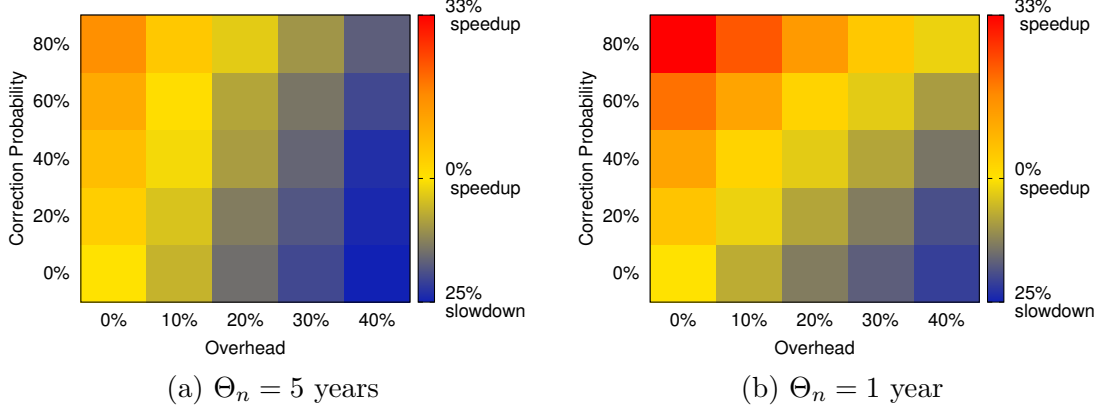 33%
speedup
80%
60%
40%
20%
0%
Correction Probability
0%
speedup
25%
slowdown
0% 10% 20% 30% 40%
Overhead
(a) Θn = 5 years
33%
speedup
80%
60%
40%
20%
0%
Correction Probability
0%
speedup
25%
slowdown
0% 10% 20% 30% 40%
Overhead
(b) Θn = 1 year